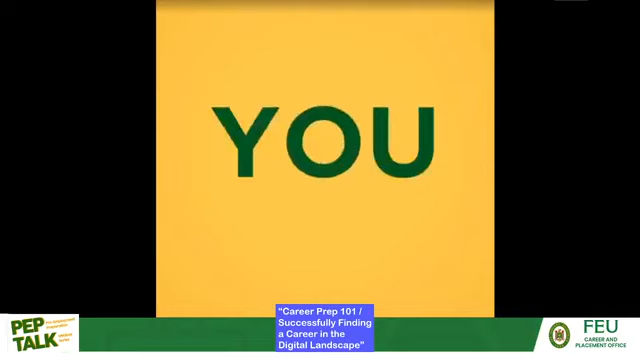 YOU
PEP
TALK
"Career Prep 101 /
Successfully Finding
a Career in the
Digital Landscape"
FEU
CAREER AND
PLACEMENT OFFICE